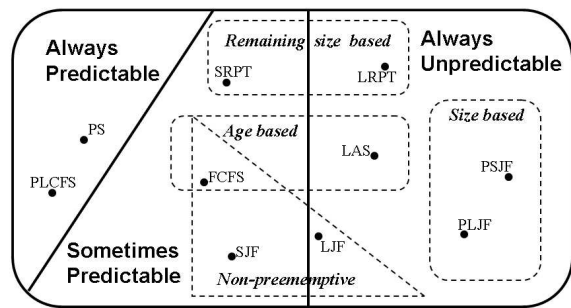 Always
Predictable
Remaining size based
SRPT
LRPT
Always
Unpredictable
PS
PLCFS
Age based
LAS
FCFS
Size based
PSJF
PLJF
Sometimes
Predictable
SJF
LJF
Non-preememptive